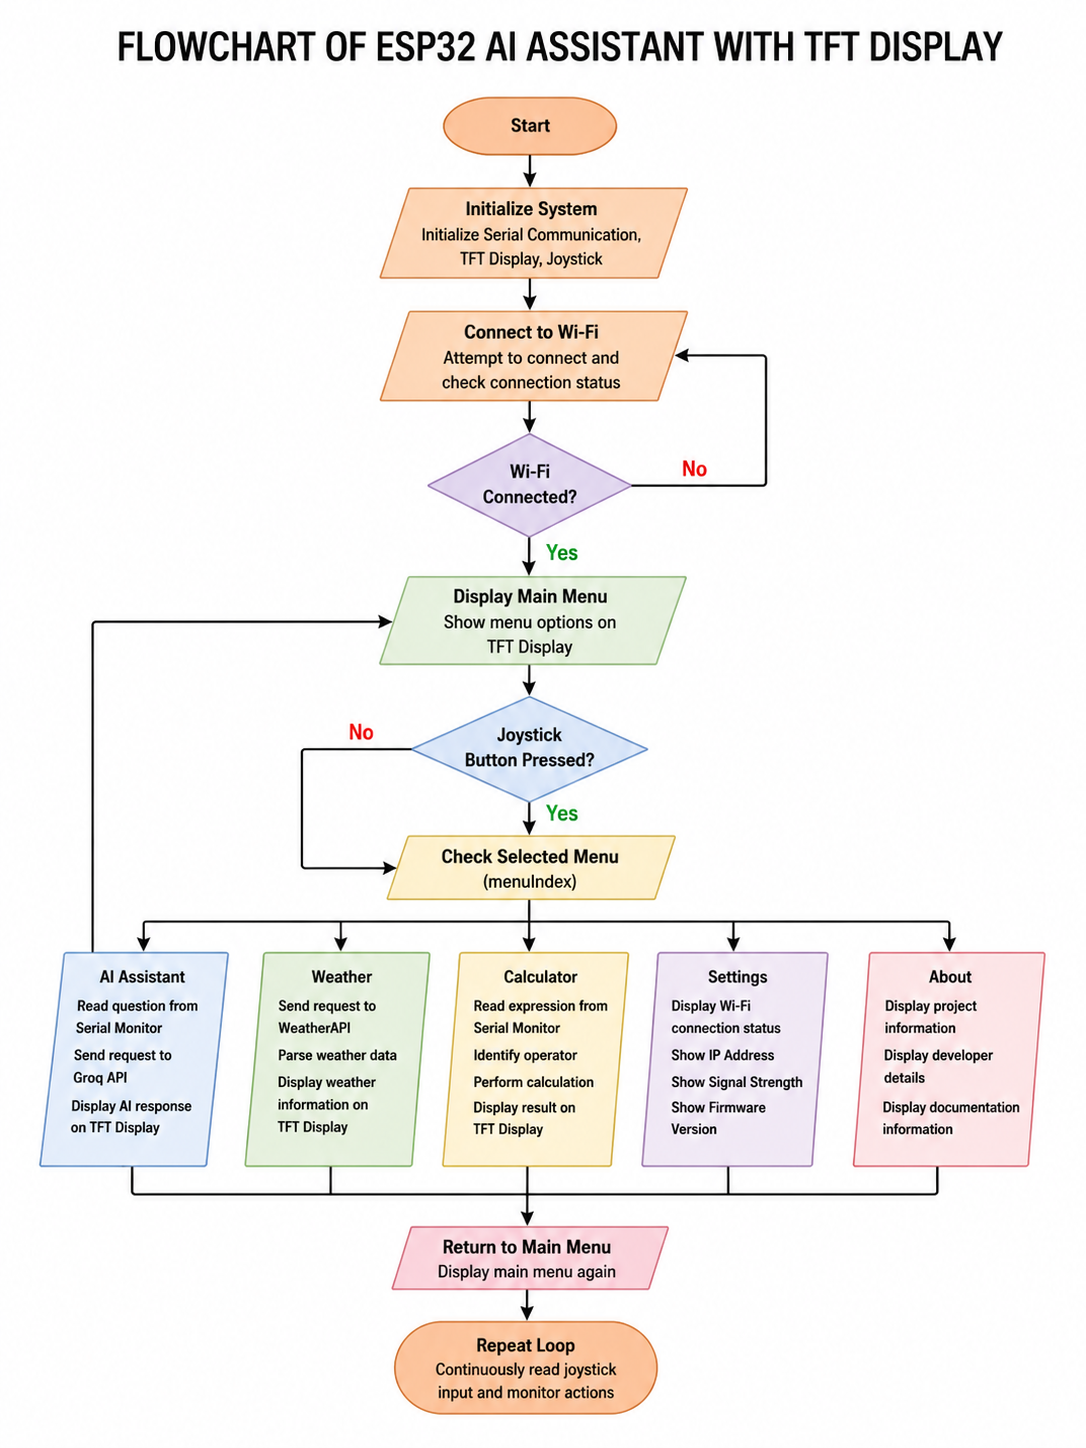 FLOWCHART OF ESP32 AI ASSISTANT WITH TFT DISPLAY
Start
Initialize System
Initialize Serial Communication,
TFT Display, Joystick
Connect to Wi-Fi
Attempt to connect and
check connection status
Wi-Fi
Connected?
No
Yes
Display Main Menu
Show menu options on
TFT Display
No
Joystick
Button Pressed?
Yes
Check Selected Menu
(menuIndex)
AI Assistant
Read question from
Serial Monitor
Send request to
Groq API
Display AI response
on TFT Display
Weather
Send request to
WeatherAPI
Parse weather data
Display weather
information on
TFT Display
Calculator
Read expression from
Serial Monitor
Identify operator
Perform calculation
Display result on
TFT Display
Settings
Display Wi-Fi
connection status
Show IP Address
Show Signal Strength
Show Firmware
Version
About
Display project
information
Display developer
details
Display documentation
information
Return to Main Menu
Display main menu again
Repeat Loop
Continuously read joystick
input and monitor actions